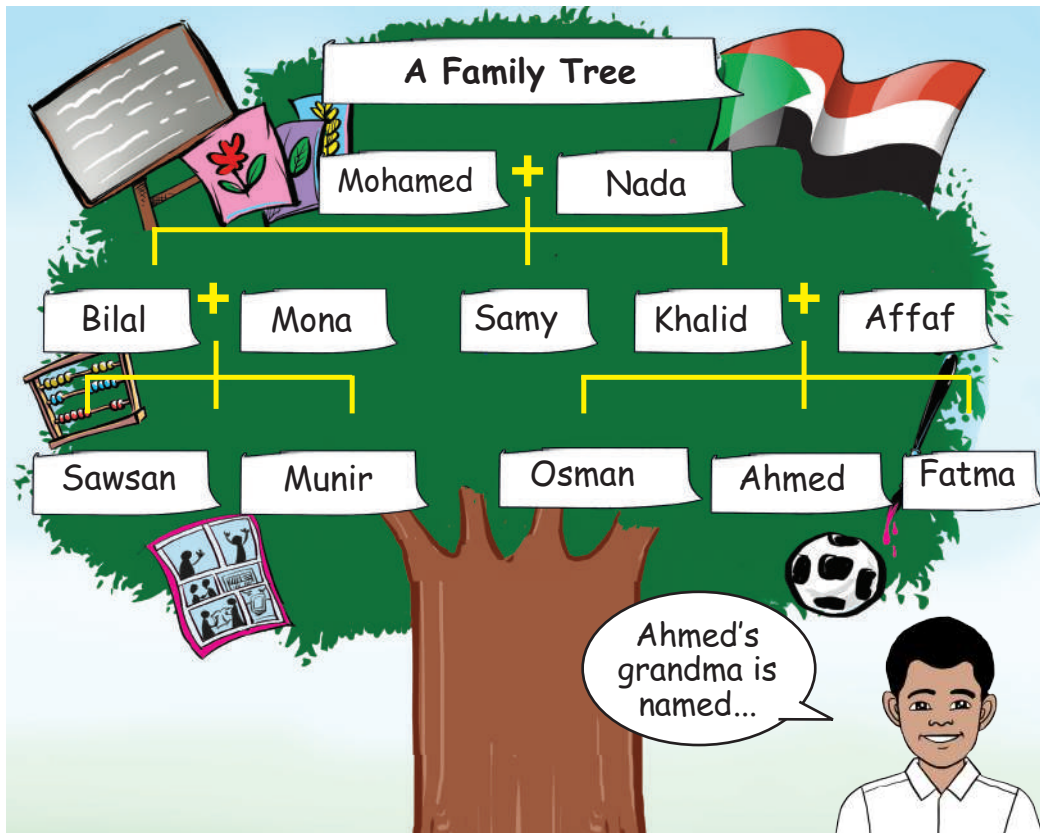 A Family Tree
Mohamed + Nada
Bilal + Mona Samy Khalid + Affaf
Sawsan Munir Osman Ahmed Fatma
Ahmed's
grandma is
named...